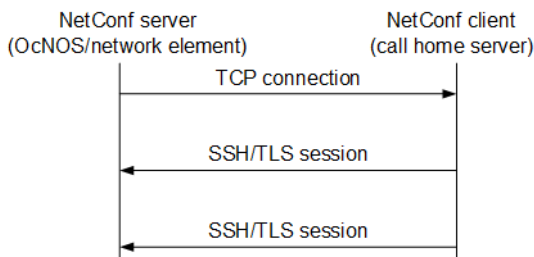 NetConf server
(OcNOS/network element)
NetConf client
(call home server)
TCP connection
SSH/TLS session
SSH/TLS session